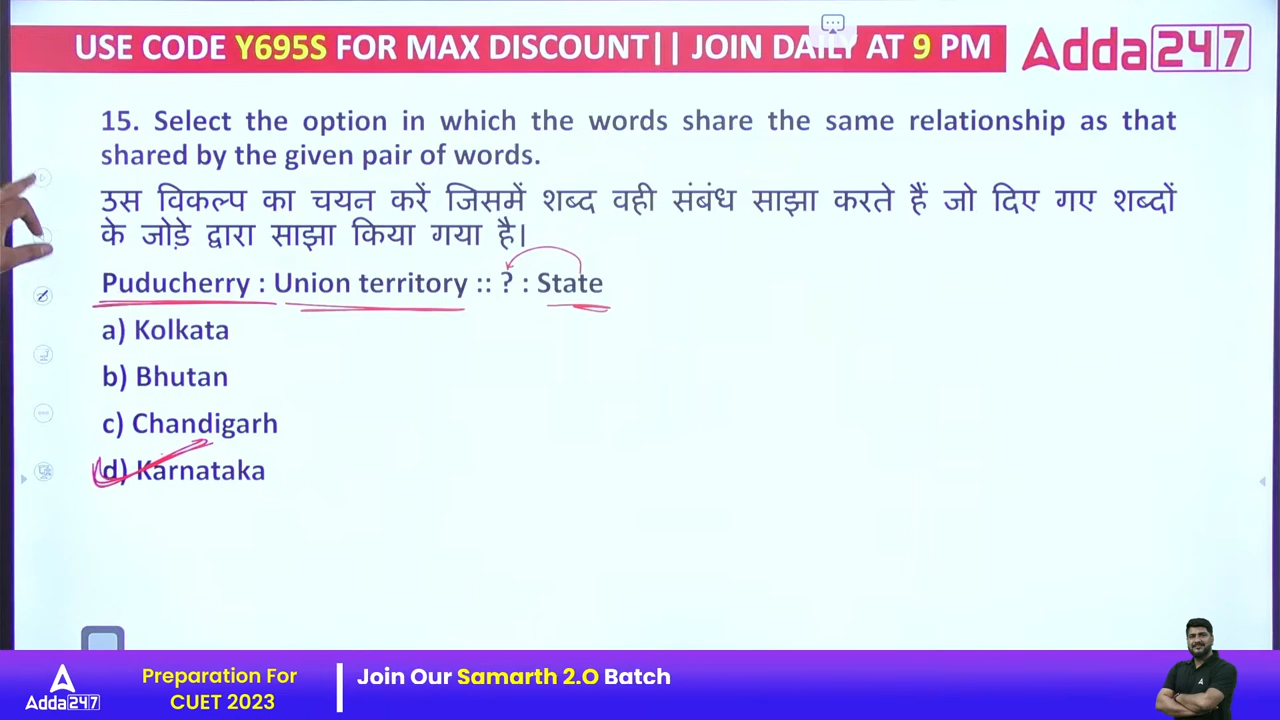 USE CODE Y695S FOR MAX DISCOUNT|| JOIN DAILY AT 9 PM
Adda247
15. Select the option in which the words share the same relationship as that
shared by the given pair of words.
उस विकल्प का चयन करें जिसमें शब्द वही संबंध साझा करते हैं जो दिए गए शब्दों
के जोड़े द्वारा साझा किया गया है।
Puducherry : Union territory :: ? : State
a) Kolkata
b) Bhutan
c) Chandigarh
d) Karnataka
Adda247
Preparation For
CUET 2023
Join Our Samarth 2.O Batch